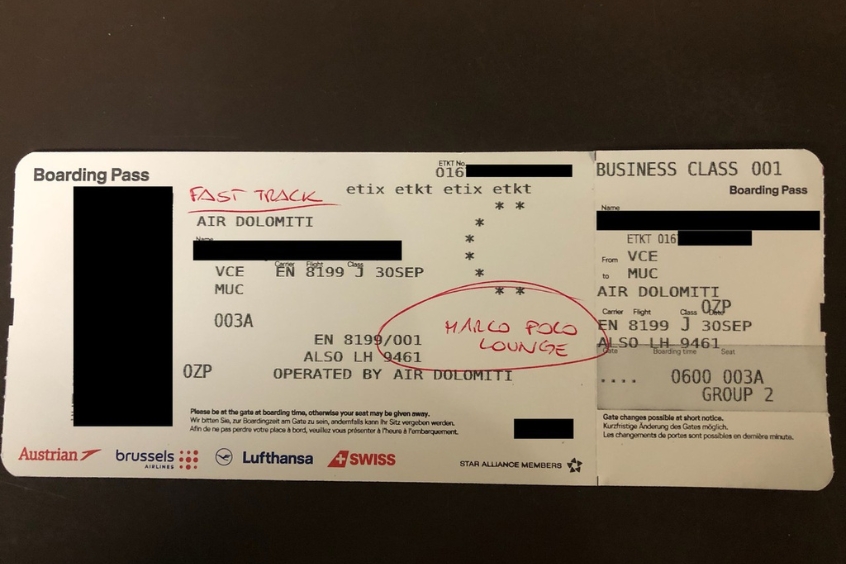 Boarding Pass
ETKT No.
016
FAST TRACK
etix etkt etix etkt
* *
AIR DOLOMITI
*
Name
*
Carrier Flight Class
*
VCE EN 8199 J 30SEP
*
MUC
* *
003A
MARCO POLO
LOUNGE
EN 8199/001
ALSO LH 9461
0ZP
OPERATED BY AIR DOLOMITI
Please be at the gate at boarding time, otherwise your seat may be given away.
Wir bitten Sie, zur Boardingzeit am Gate zu sein, andernfalls kann Ihr Sitz vergeben werden.
Afin de ne pas perdre votre place à bord, veuillez vous présenter à l'heure à l'embarquement.
Austrian
brussels
AIRLINES
Lufthansa
SWISS
STAR ALLIANCE MEMBERS
BUSINESS CLASS 001
Boarding Pass
Name
ETKT 016
From VCE
to MUC
AIR DOLOMITI
0ZP
Carrier Flight Class
EN 8199 J 30SEP
ALSO LH 9461
Gate Boarding time Seat
.... 0600 003A
GROUP 2
Gate changes possible at short notice.
Kurzfristige Änderung des Gates möglich.
Les changements de portes sont possibles en dernière minute.